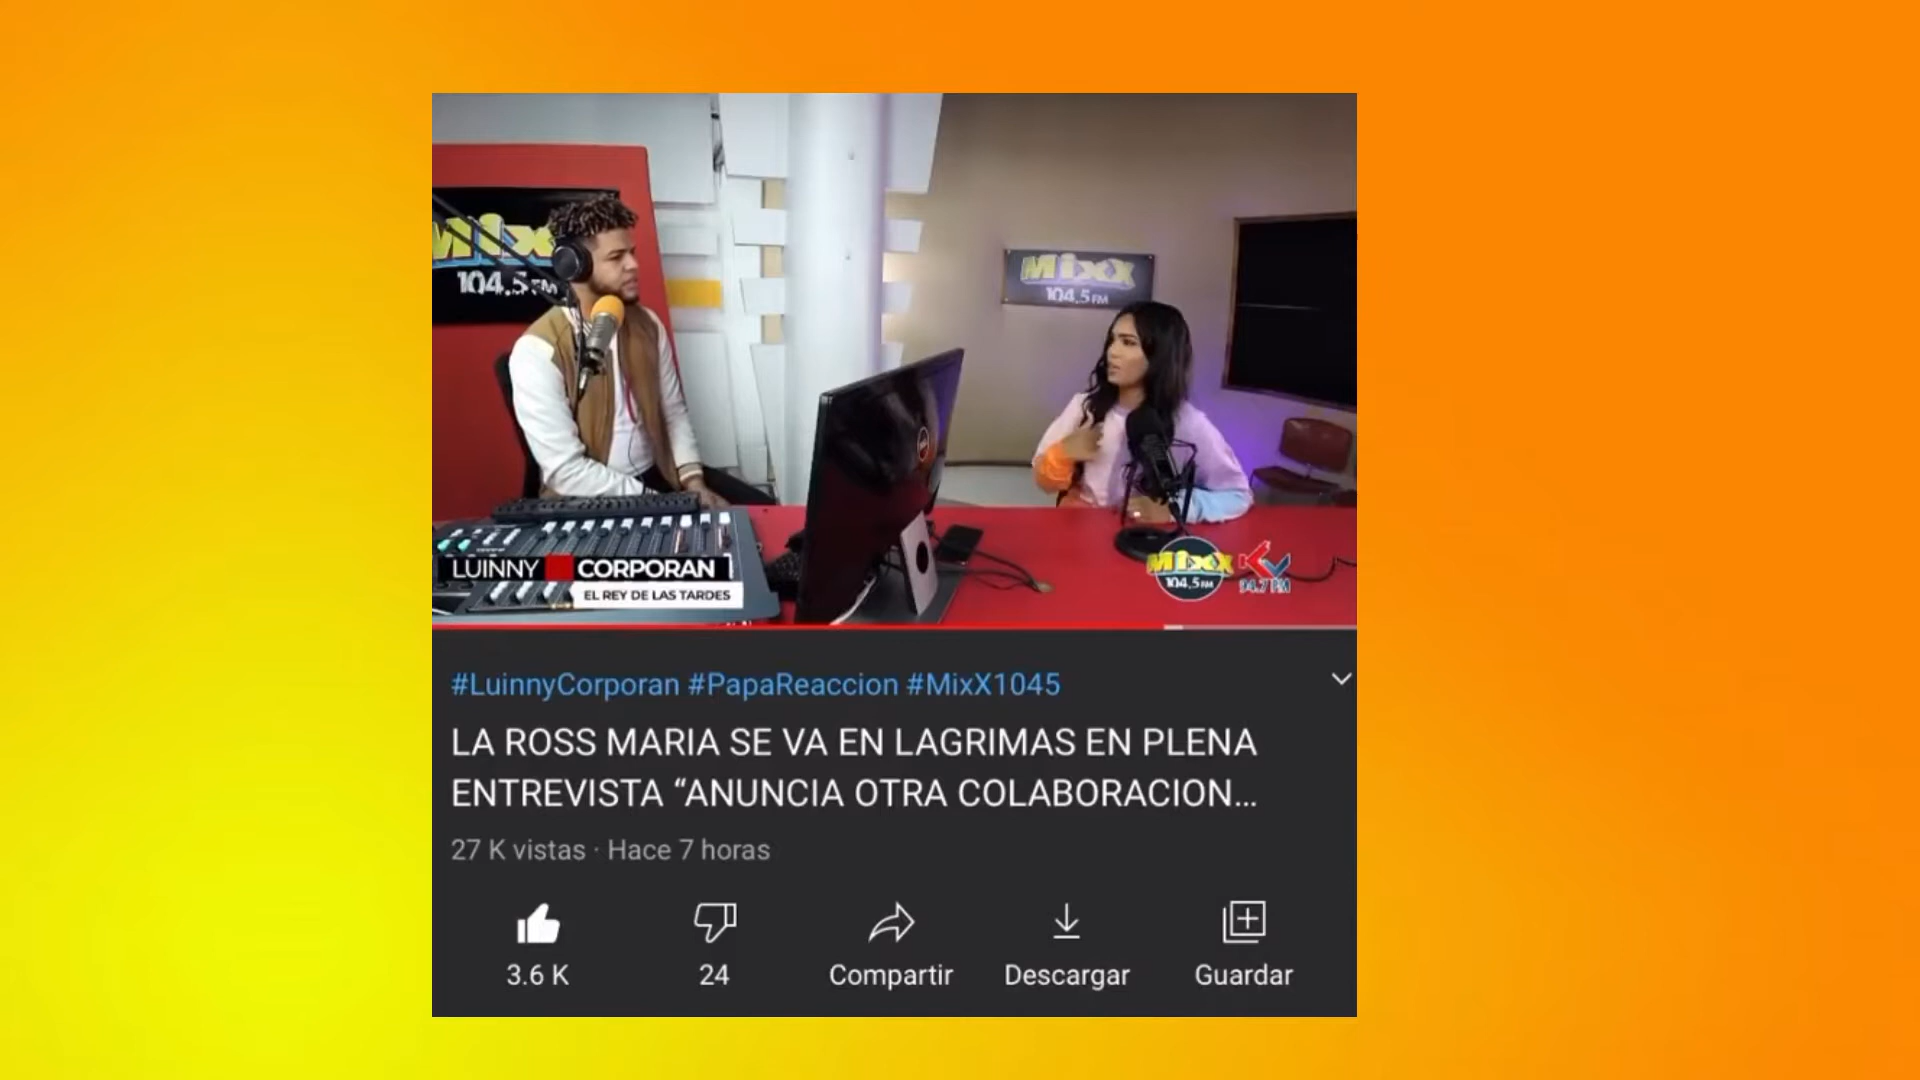 MixX
104.5 FM
MixX
104.5 FM
LUINNY CORPORAN
EL REY DE LAS TARDES
MixX
104.5 FM
KV
94.7 FM
#LuinnyCorporan #PapaReaccion #MixX1045
LA ROSS MARIA SE VA EN LAGRIMAS EN PLENA
ENTREVISTA “ANUNCIA OTRA COLABORACION...
27 K vistas · Hace 7 horas
3.6 K
24
Compartir
Descargar
Guardar